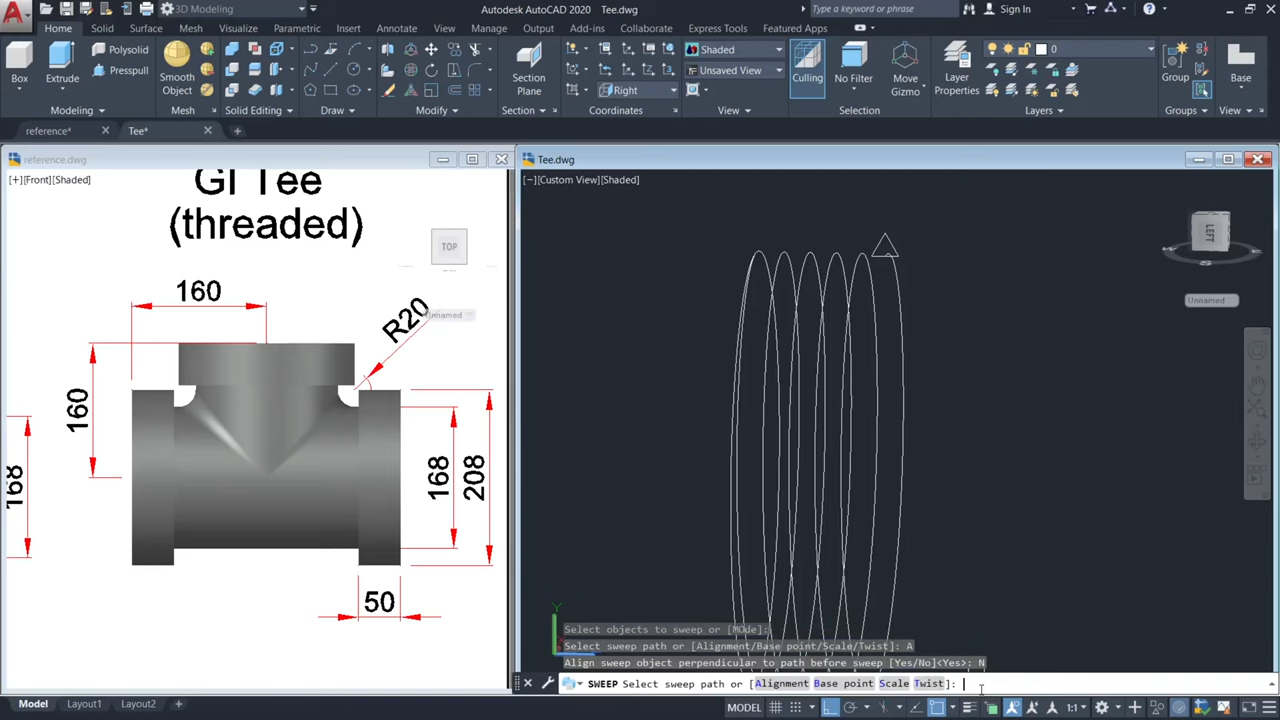 3D Modeling
Autodesk AutoCAD 2020 Tee.dwg
Type a keyword or phrase
Sign In
Home Solid Surface Mesh Visualize Parametric Insert Annotate View Manage Output Add-ins Collaborate Express Tools Featured Apps
Box
Extrude
Polysolid
Presspull
Smooth
Object
Section
Plane
Shaded
Unsaved View
Right
Culling
No Filter
Move
Gizmo
Layer
Properties
0
Group
Base
Modeling
Mesh
Solid Editing
Draw
Modify
Section
Coordinates
View
Selection
Layers
Groups
View
reference*
Tee*
reference.dwg
[+][Front][Shaded]
GI Tee
(threaded)
TOP
Unnamed
160
R20
160
168
168
208
50
Tee.dwg
[–][Custom View][Shaded]
LEFT
Unnamed
Y
Select objects to sweep or [MOde]:
Select sweep path or [Alignment/Base point/Scale/Twist]: A
Align sweep object perpendicular to path before sweep [Yes/No]<Yes>: N
SWEEP Select sweep path or [Alignment Base point Scale Twist]:
Model
Layout1
Layout2
MODEL
1:1